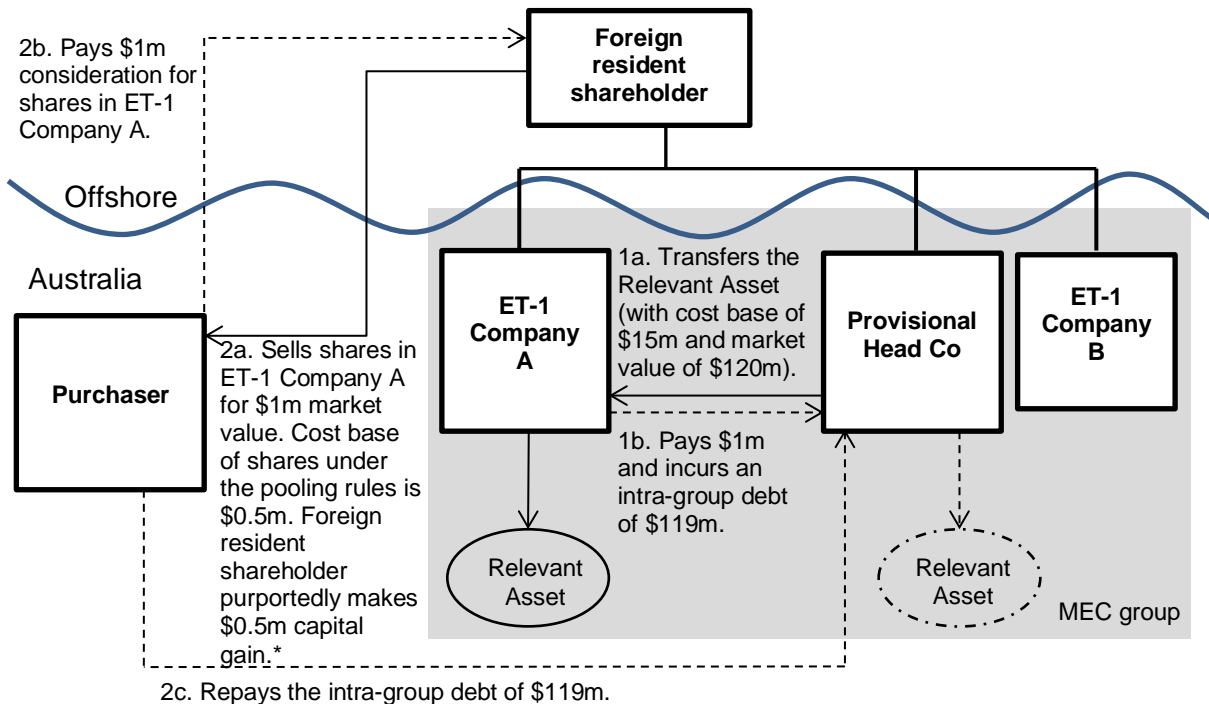 2b. Pays $1m
consideration for
shares in ET-1
Company A.
Foreign
resident
shareholder
Offshore
Australia
Purchaser
2a. Sells shares in
ET-1 Company A
for $1m market
value. Cost base
of shares under
the pooling rules is
$0.5m. Foreign
resident
shareholder
purportedly makes
$0.5m capital
gain.*
ET-1
Company
A
1a. Transfers the
Relevant Asset
(with cost base of
$15m and market
value of $120m).
1b. Pays $1m
and incurs an
intra-group debt
of $119m.
Provisional
Head Co
ET-1
Company
B
Relevant
Asset
Relevant
Asset
MEC group
2c. Repays the intra-group debt of $119m.